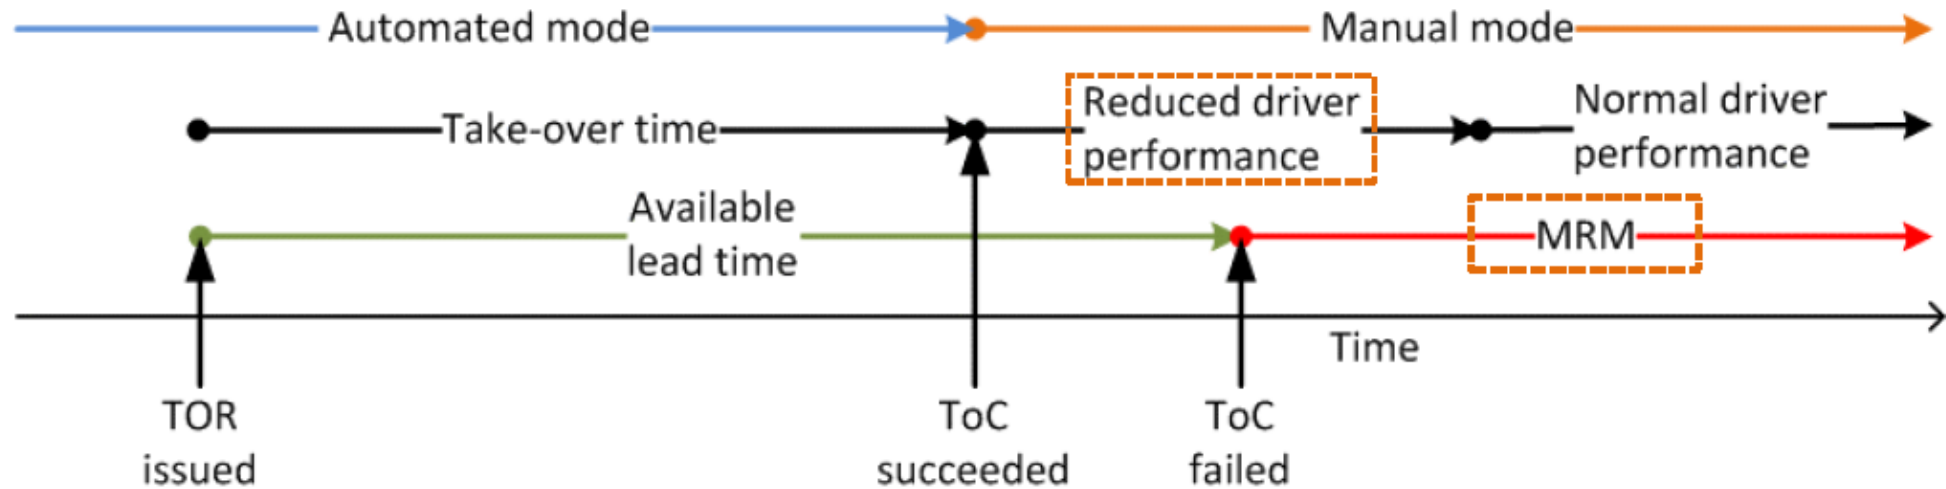 Automated mode
Manual mode
Take-over time
Reduced driver
performance
Normal driver
performance
Available
lead time
MRM
Time
TOR
issued
ToC
succeeded
ToC
failed